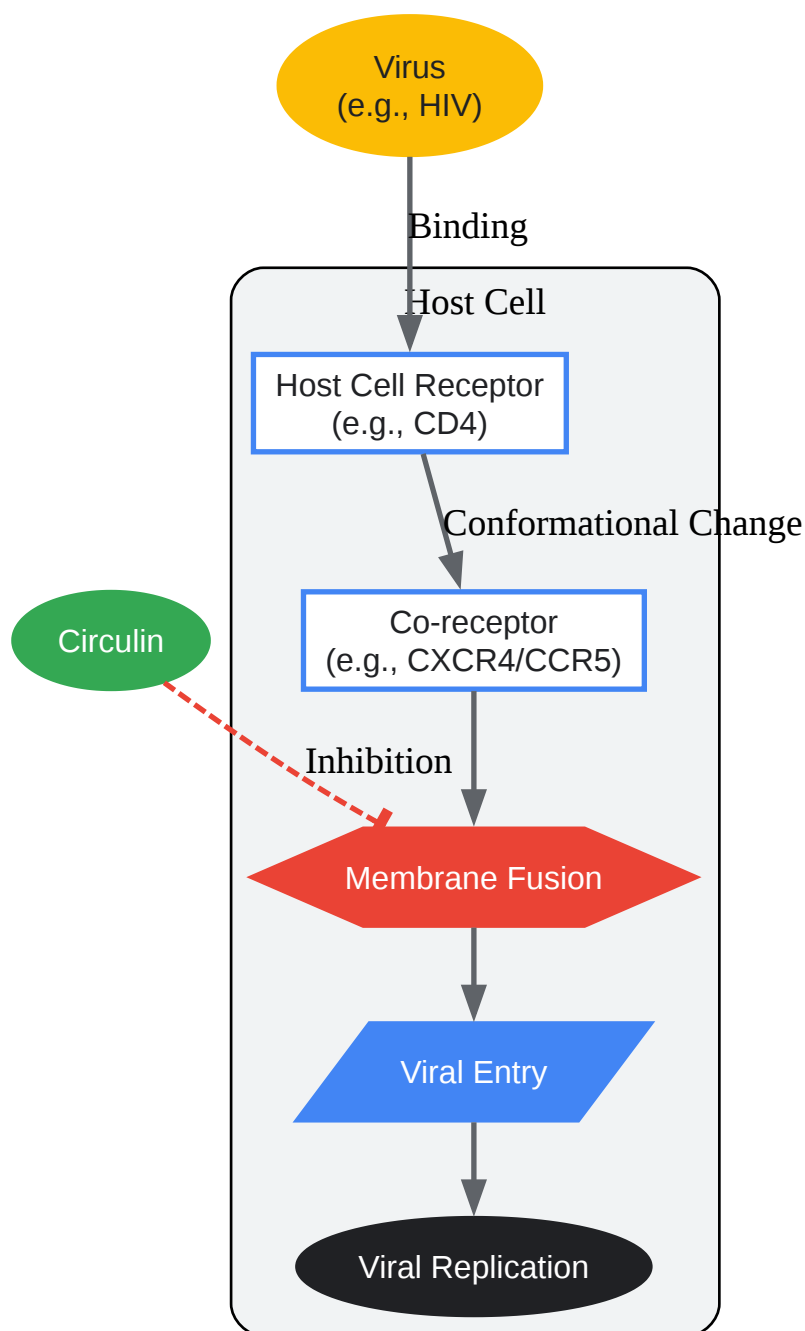 Virus
(e.g., HIV)
Binding
Host Cell
Host Cell Receptor
(e.g., CD4)
Conformational Change
Co-receptor
(e.g., CXCR4/CCR5)
Circulin
Inhibition
Membrane Fusion
Viral Entry
Viral Replication